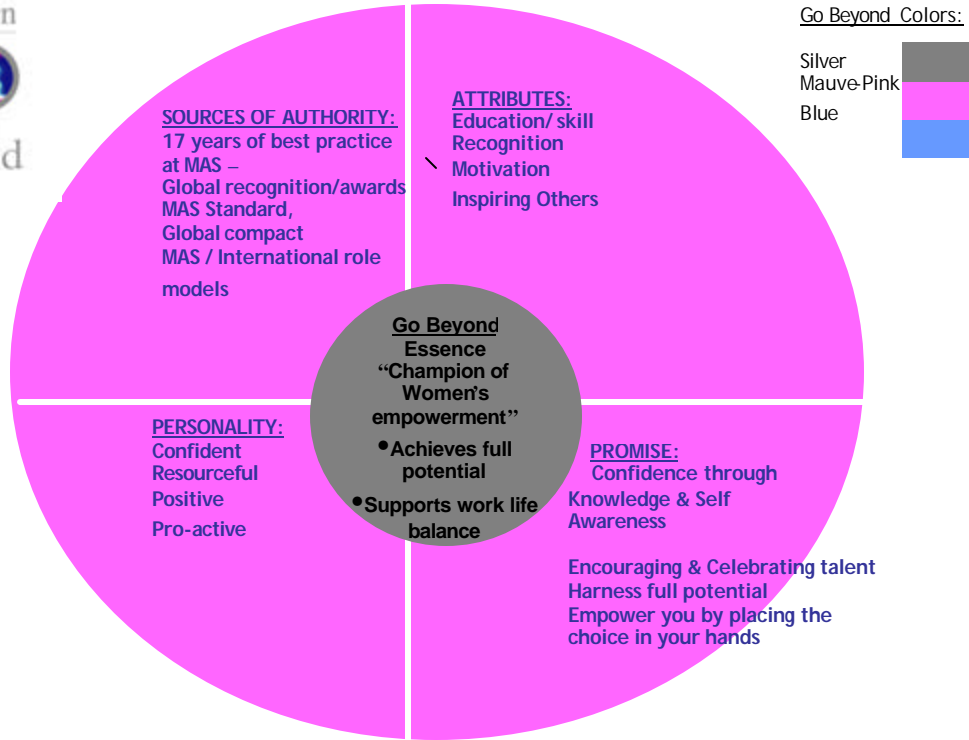 n
d
Go Beyond Colors:
Silver
Mauve-Pink
Blue
SOURCES OF AUTHORITY:
17 years of best practice
at MAS –
Global recognition/awards
MAS Standard,
Global compact
MAS / International role
models
ATTRIBUTES:
Education/ skill
Recognition
Motivation
Inspiring Others
Go Beyond
Essence
“Champion of
Women’s
empowerment”
•Achieves full
potential
•Supports work life
balance
PERSONALITY:
Confident
Resourceful
Positive
Pro-active
PROMISE:
Confidence through
Knowledge & Self
Awareness
Encouraging & Celebrating talent
Harness full potential
Empower you by placing the
choice in your hands